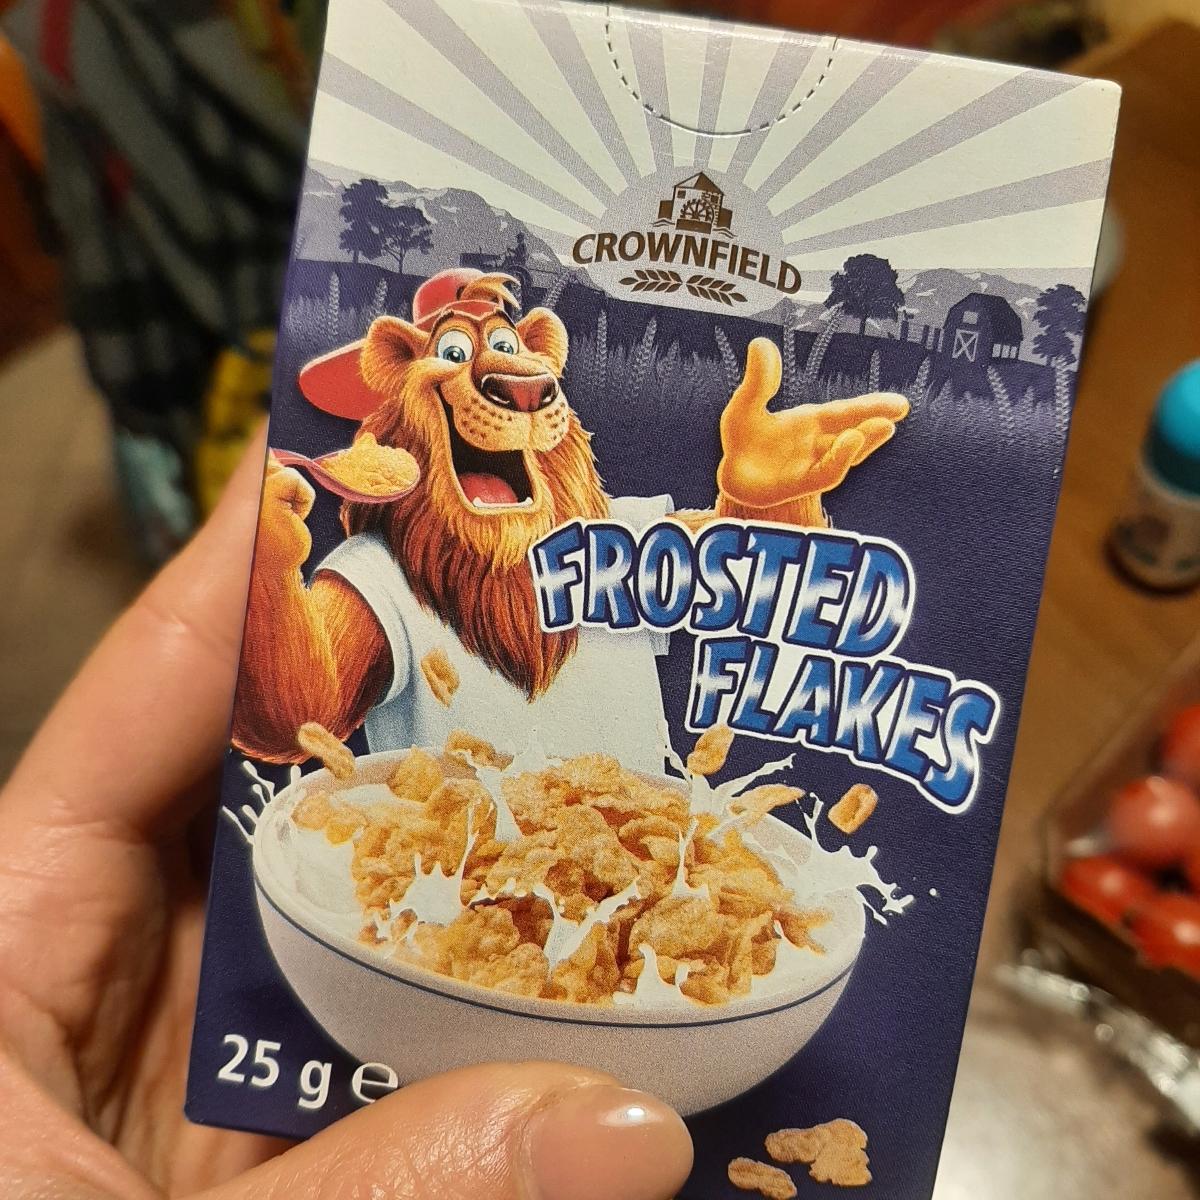 CROWNFIELD
FROSTED
FLAKES
25 g ℮